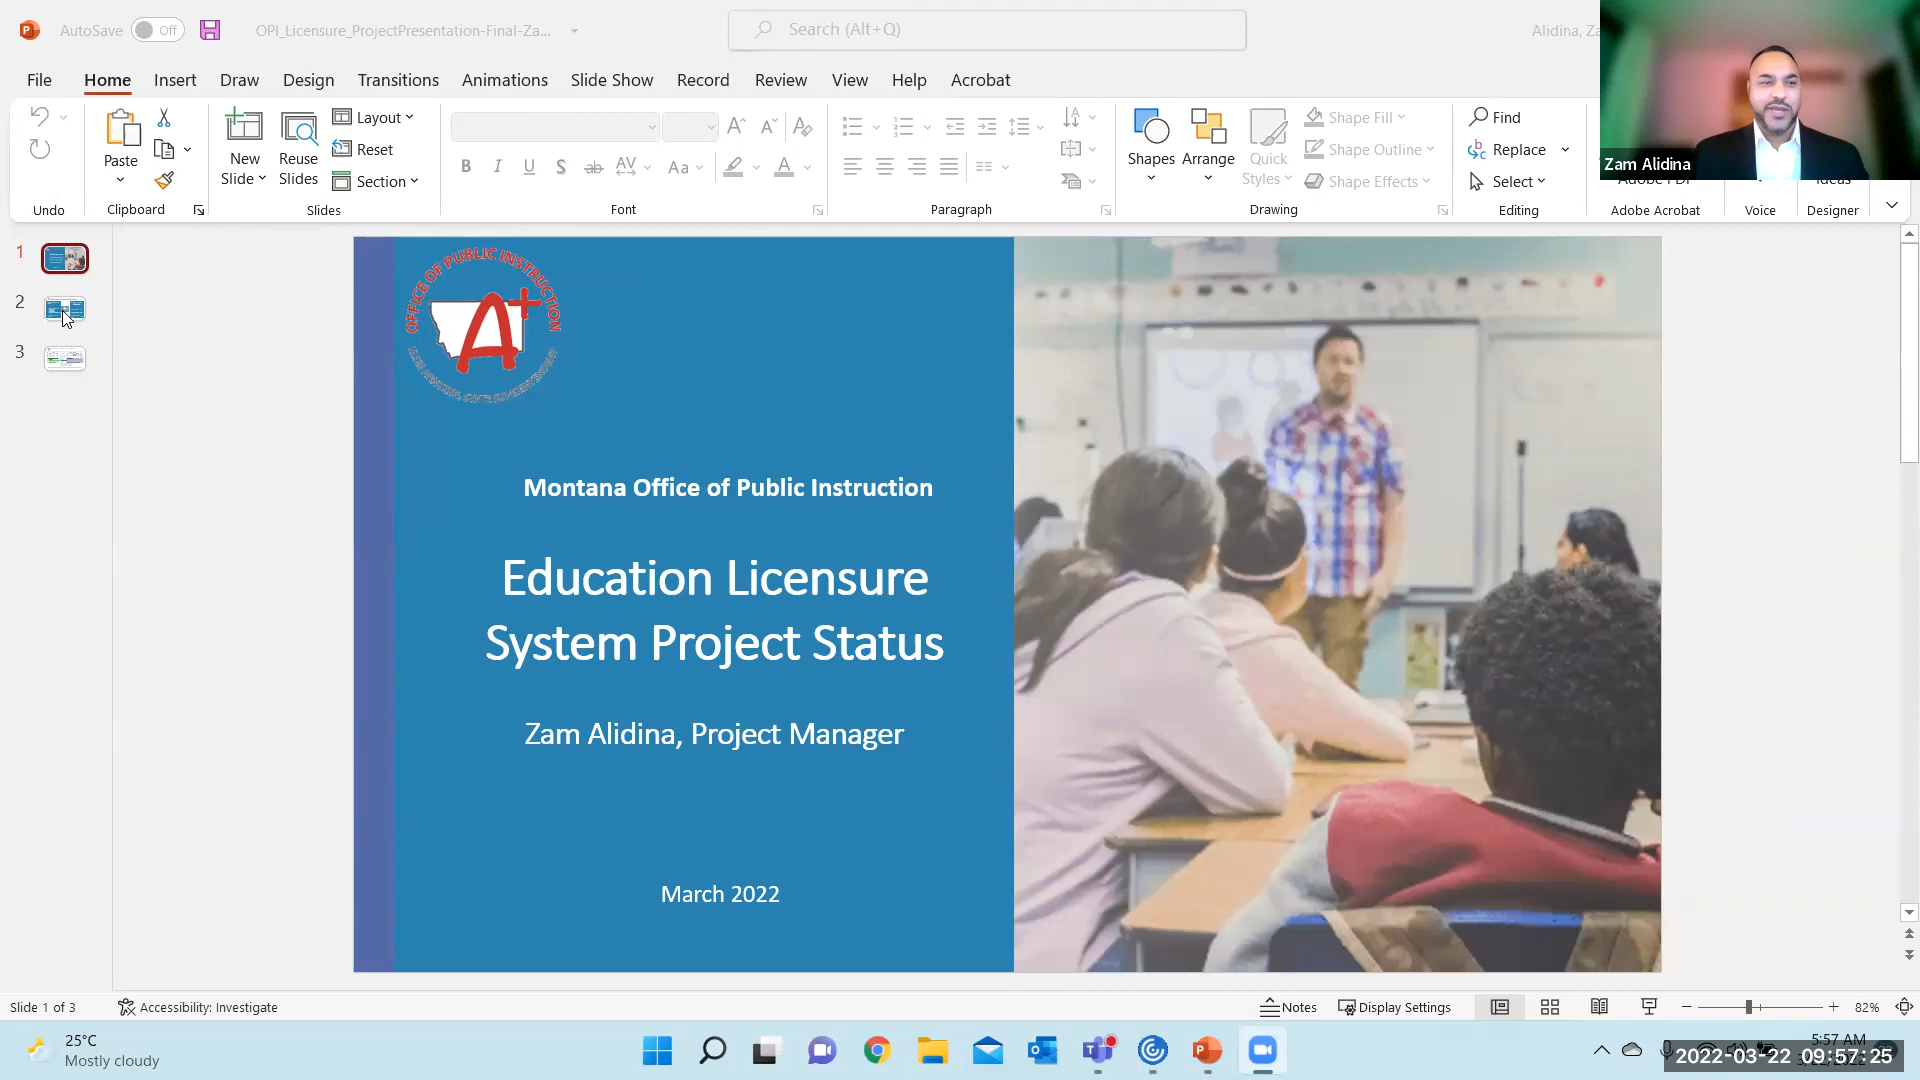 AutoSave
Off
OPI_Licensure_ProjectPresentation-Final-Za...
Search (Alt+Q)
Alidina, Za
File
Home
Insert
Draw
Design
Transitions
Animations
Slide Show
Record
Review
View
Help
Acrobat
Undo
Paste
Clipboard
New
Slide
Reuse
Slides
Layout
Reset
Section
Slides
Font
Paragraph
Shapes
Arrange
Quick
Styles
Shape Fill
Shape Outline
Shape Effects
Drawing
Find
Replace
Select
Editing
Adobe Acrobat
Voice
Designer
Zam Alidina
1
2
3
OFFICE OF PUBLIC INSTRUCTION
A+
Montana Office of Public Instruction
Education Licensure
System Project Status
Zam Alidina, Project Manager
March 2022
Slide 1 of 3
Accessibility: Investigate
Notes
Display Settings
82%
25°C
Mostly cloudy
5:57 AM
2022-03-22 09:57:25